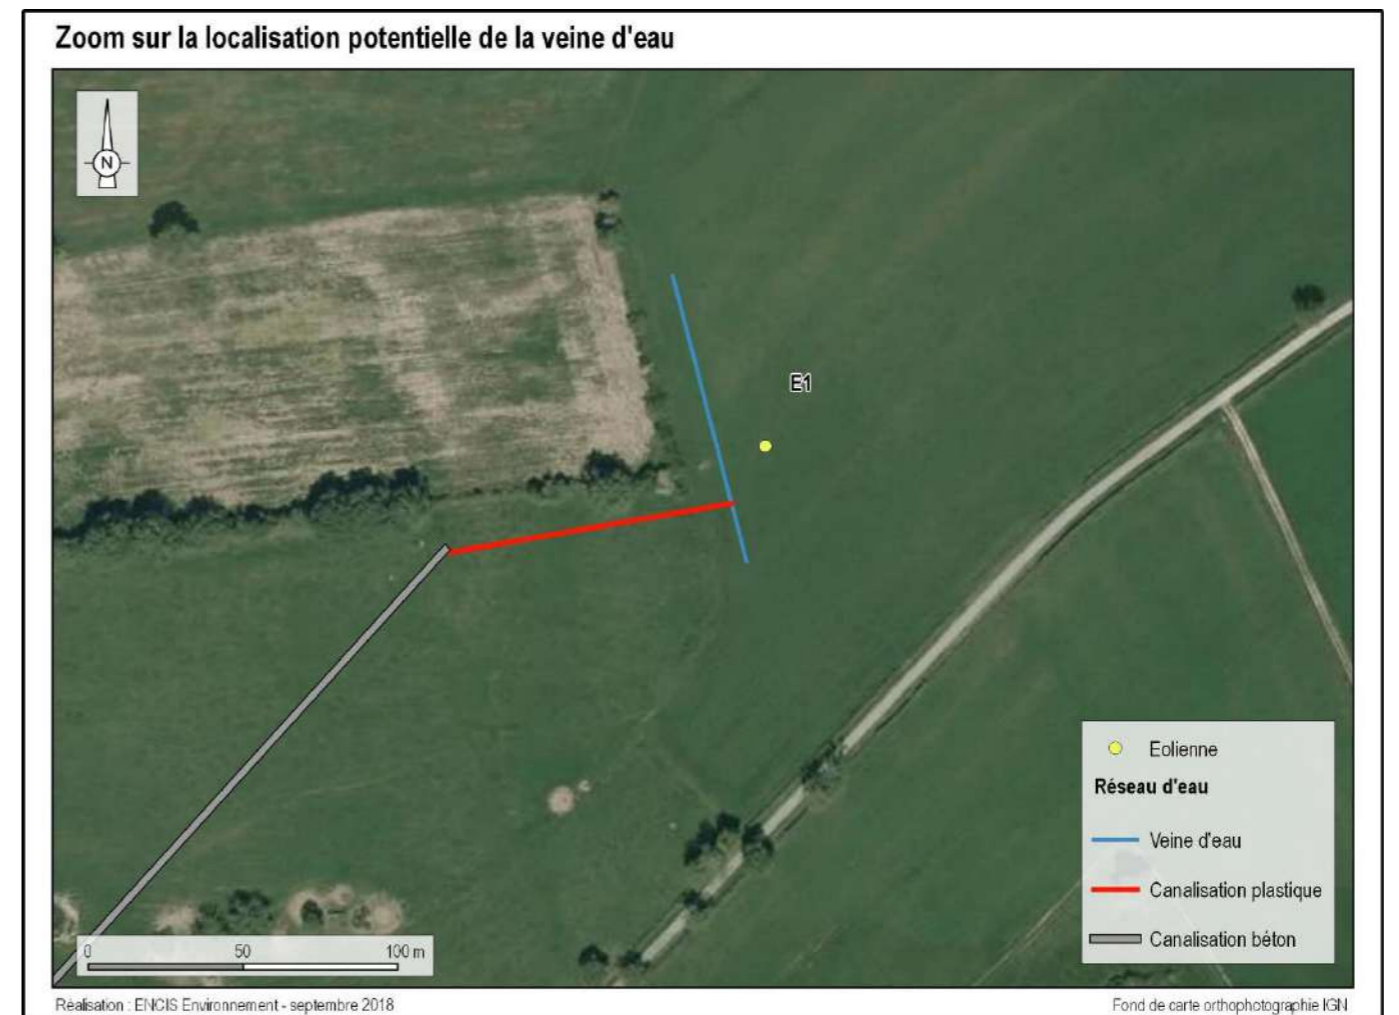 Zoom sur la localisation potentielle de la veine d'eau
N
E1
Eolienne
Réseau d'eau
Veine d'eau
Canalisation plastique
Canalisation béton
0 50 100 m
Réalisation : ENCIS Environnement - septembre 2018
Fond de carte orthophotographie IGN